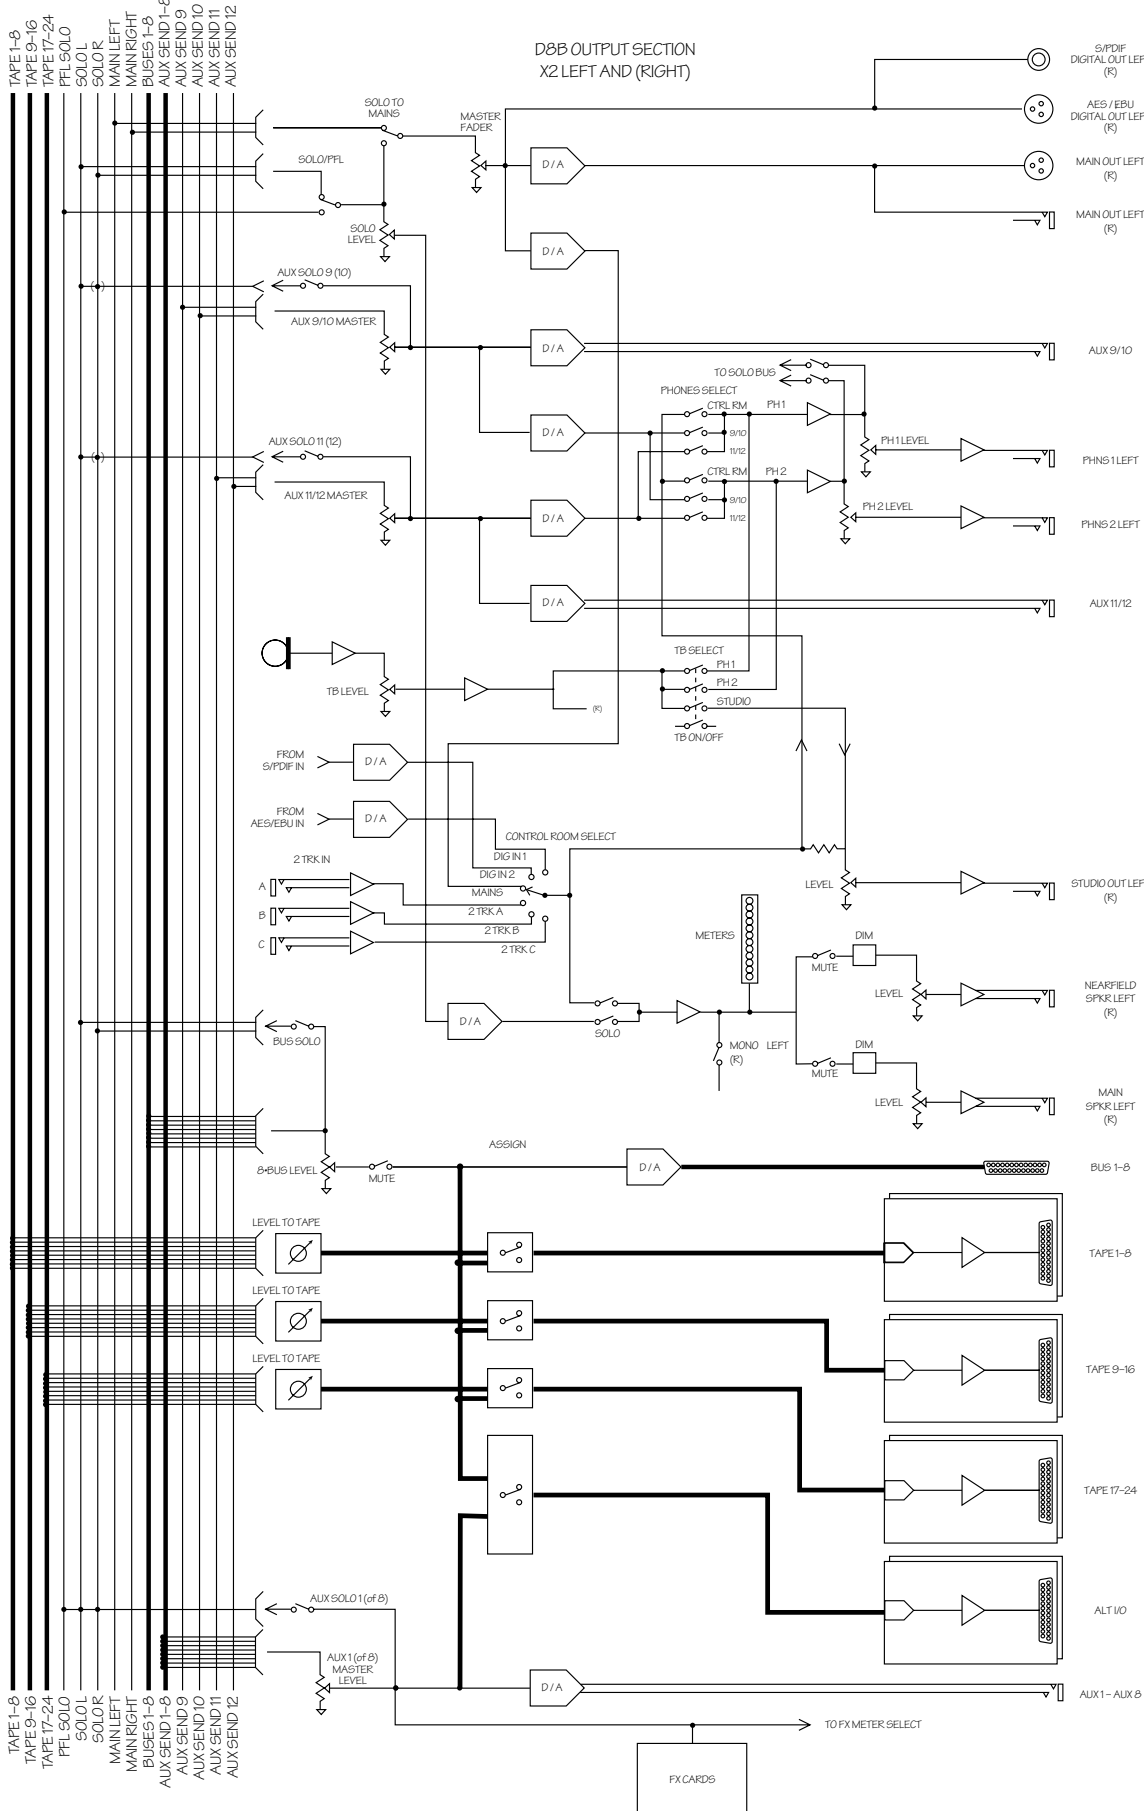 TAPE 1–8
TAPE 9–16
TAPE 17–24
PFL SOLO
SOLO L
SOLO R
MAIN LEFT
MAIN RIGHT
BUSES 1–8
AUX SEND 1–8
AUX SEND 9
AUX SEND 10
AUX SEND 11
AUX SEND 12
D8B OUTPUT SECTION
X2 LEFT AND (RIGHT)
S/PDIF
DIGITAL OUT LEF
(R)
AES / EBU
DIGITAL OUT LEF
(R)
SOLO TO
MAINS
MASTER
FADER
SOLO/PFL
D / A
MAIN OUT LEFT
(R)
MAIN OUT LEFT
(R)
SOLO
LEVEL
D / A
AUX SOLO 9 (10)
AUX 9/10 MASTER
D / A
AUX 9/10
TO SOLO BUS
PHONES SELECT
CTRL RM
PH 1
9/10
11/12
D / A
PH 1 LEVEL
PHNS 1 LEFT
AUX SOLO 11 (12)
AUX 11/12 MASTER
CTRL RM
PH 2
9/10
11/12
D / A
PH 2 LEVEL
PHNS 2 LEFT
D / A
AUX 11/12
TB LEVEL
(R)
TB SELECT
PH 1
PH 2
STUDIO
TB ON/OFF
FROM
S/PDIF IN
D / A
FROM
AES/EBU IN
D / A
CONTROL ROOM SELECT
DIG IN 1
DIG IN 2
MAINS
2 TRK A
2 TRK B
2 TRK C
2 TRK IN
A
B
C
LEVEL
STUDIO OUT LEF
(R)
METERS
MUTE
DIM
LEVEL
NEARFIELD
SPKR LEFT
(R)
D / A
SOLO
MONO
(R)
LEFT
MUTE
DIM
LEVEL
MAIN
SPKR LEFT
(R)
BUS SOLO
8•BUS LEVEL
MUTE
ASSIGN
D / A
BUS 1–8
LEVEL TO TAPE
TAPE 1–8
LEVEL TO TAPE
TAPE 9–16
LEVEL TO TAPE
TAPE 17–24
ALT I/O
AUX SOLO 1 (of 8)
AUX 1 (of 8)
MASTER
LEVEL
D / A
AUX 1 – AUX 8
TO FX METER SELECT
FX CARDS
TAPE 1–8
TAPE 9–16
TAPE 17–24
PFL SOLO
SOLO L
SOLO R
MAIN LEFT
MAIN RIGHT
BUSES 1–8
AUX SEND 1–8
AUX SEND 9
AUX SEND 10
AUX SEND 11
AUX SEND 12